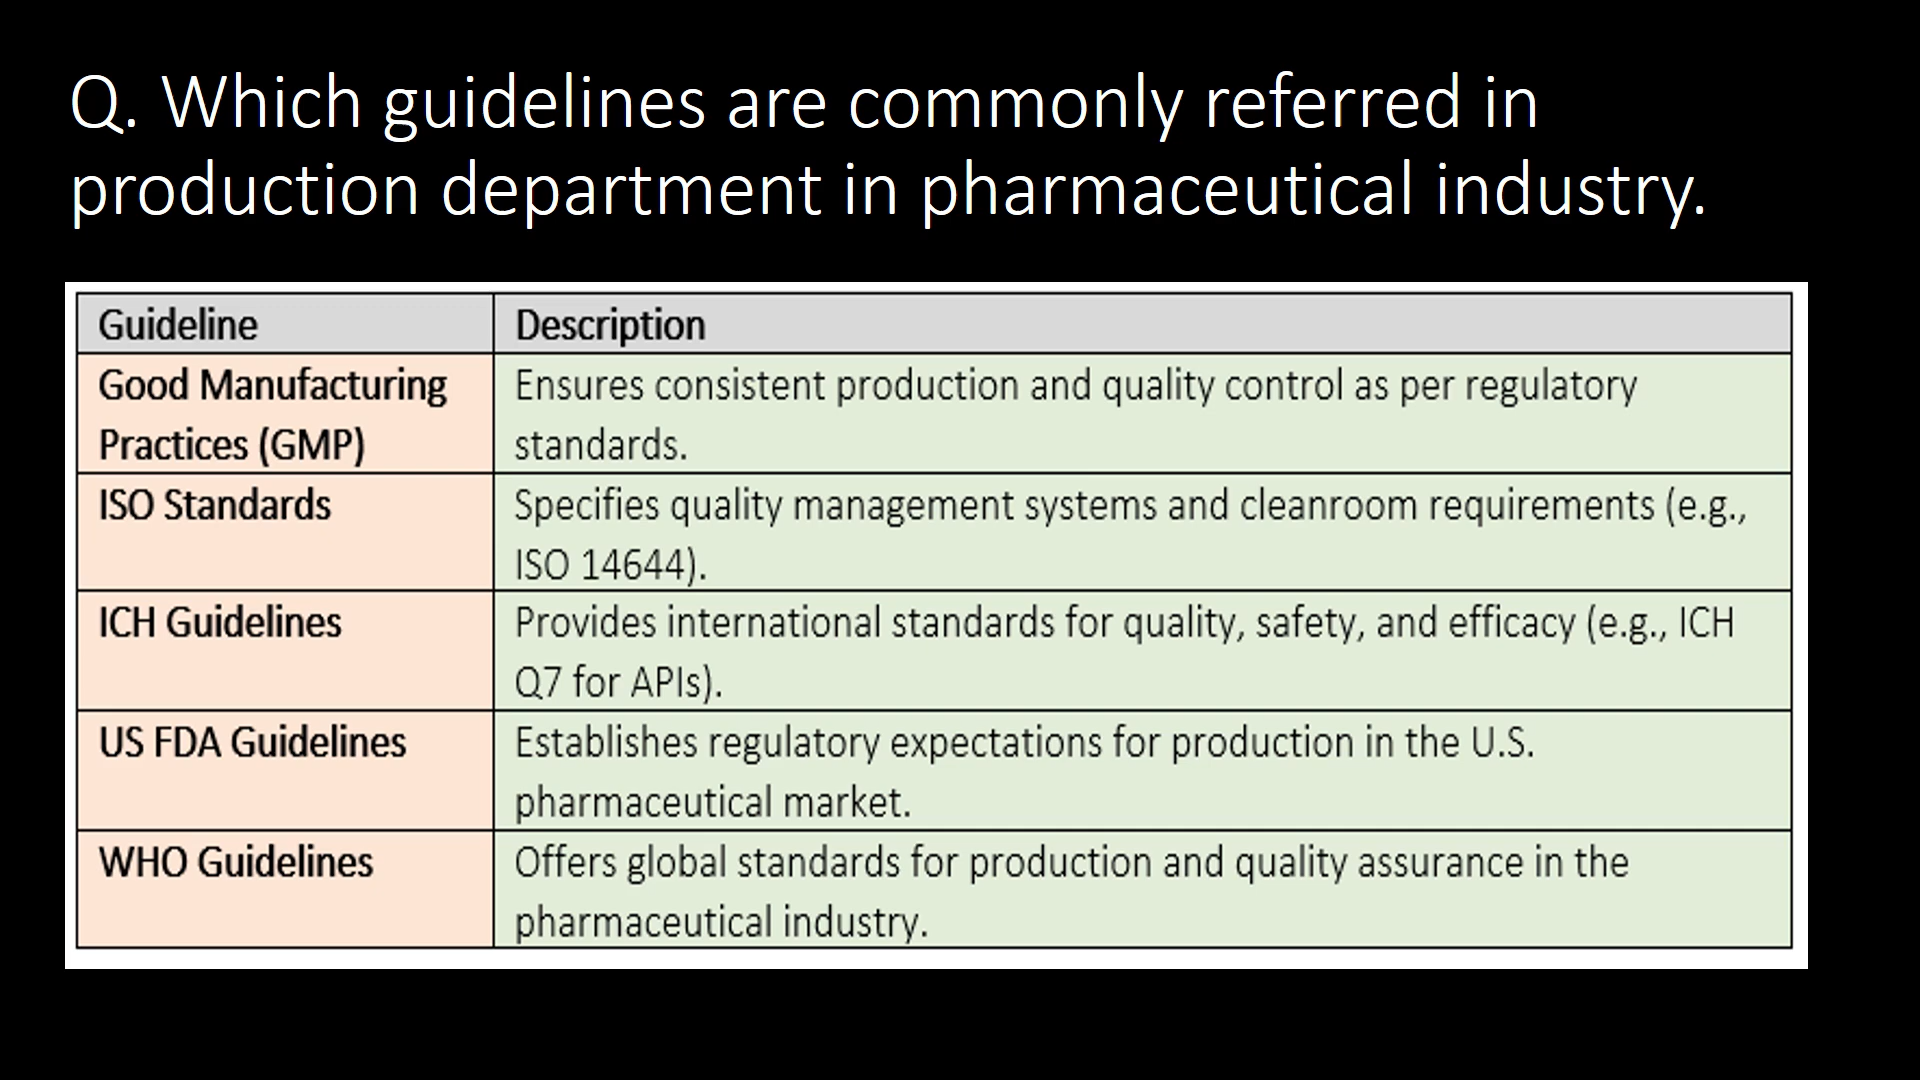 Q. Which guidelines are commonly referred in
production department in pharmaceutical industry.
Guideline
Description
Good Manufacturing
Practices (GMP)
Ensures consistent production and quality control as per regulatory
standards.
ISO Standards
Specifies quality management systems and cleanroom requirements (e.g.,
ISO 14644).
ICH Guidelines
Provides international standards for quality, safety, and efficacy (e.g., ICH
Q7 for APIs).
US FDA Guidelines
Establishes regulatory expectations for production in the U.S.
pharmaceutical market.
WHO Guidelines
Offers global standards for production and quality assurance in the
pharmaceutical industry.